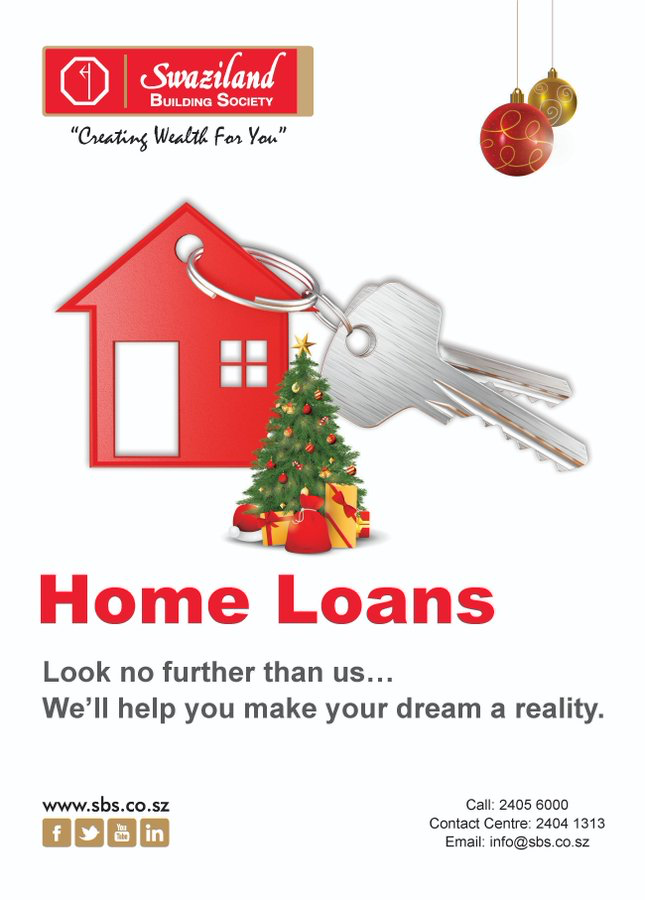 Swaziland
BUILDING SOCIETY
“Creating Wealth For You”
Home Loans
Look no further than us…
We’ll help you make your dream a reality.
www.sbs.co.sz
f You Tube in
Call: 2405 6000
Contact Centre: 2404 1313
Email: info@sbs.co.sz